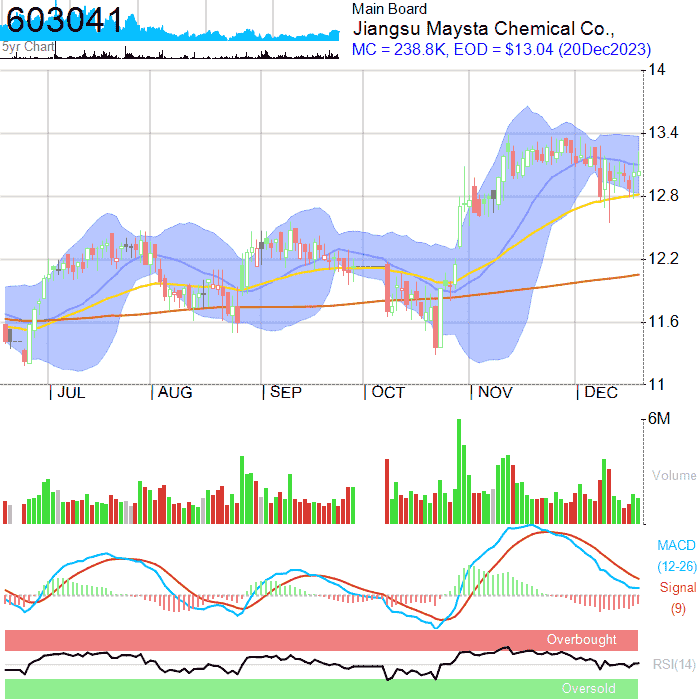 603041
5yr Chart
Main Board
Jiangsu Maysta Chemical Co.,
MC = 238.8K, EOD = $13.04 (20Dec2023)
14
13.4
12.8
12.2
11.6
11
JUL AUG SEP OCT NOV DEC
6M
Volume
MACD
(12-26)
Signal
(9)
Overbought
RSI(14)
Oversold